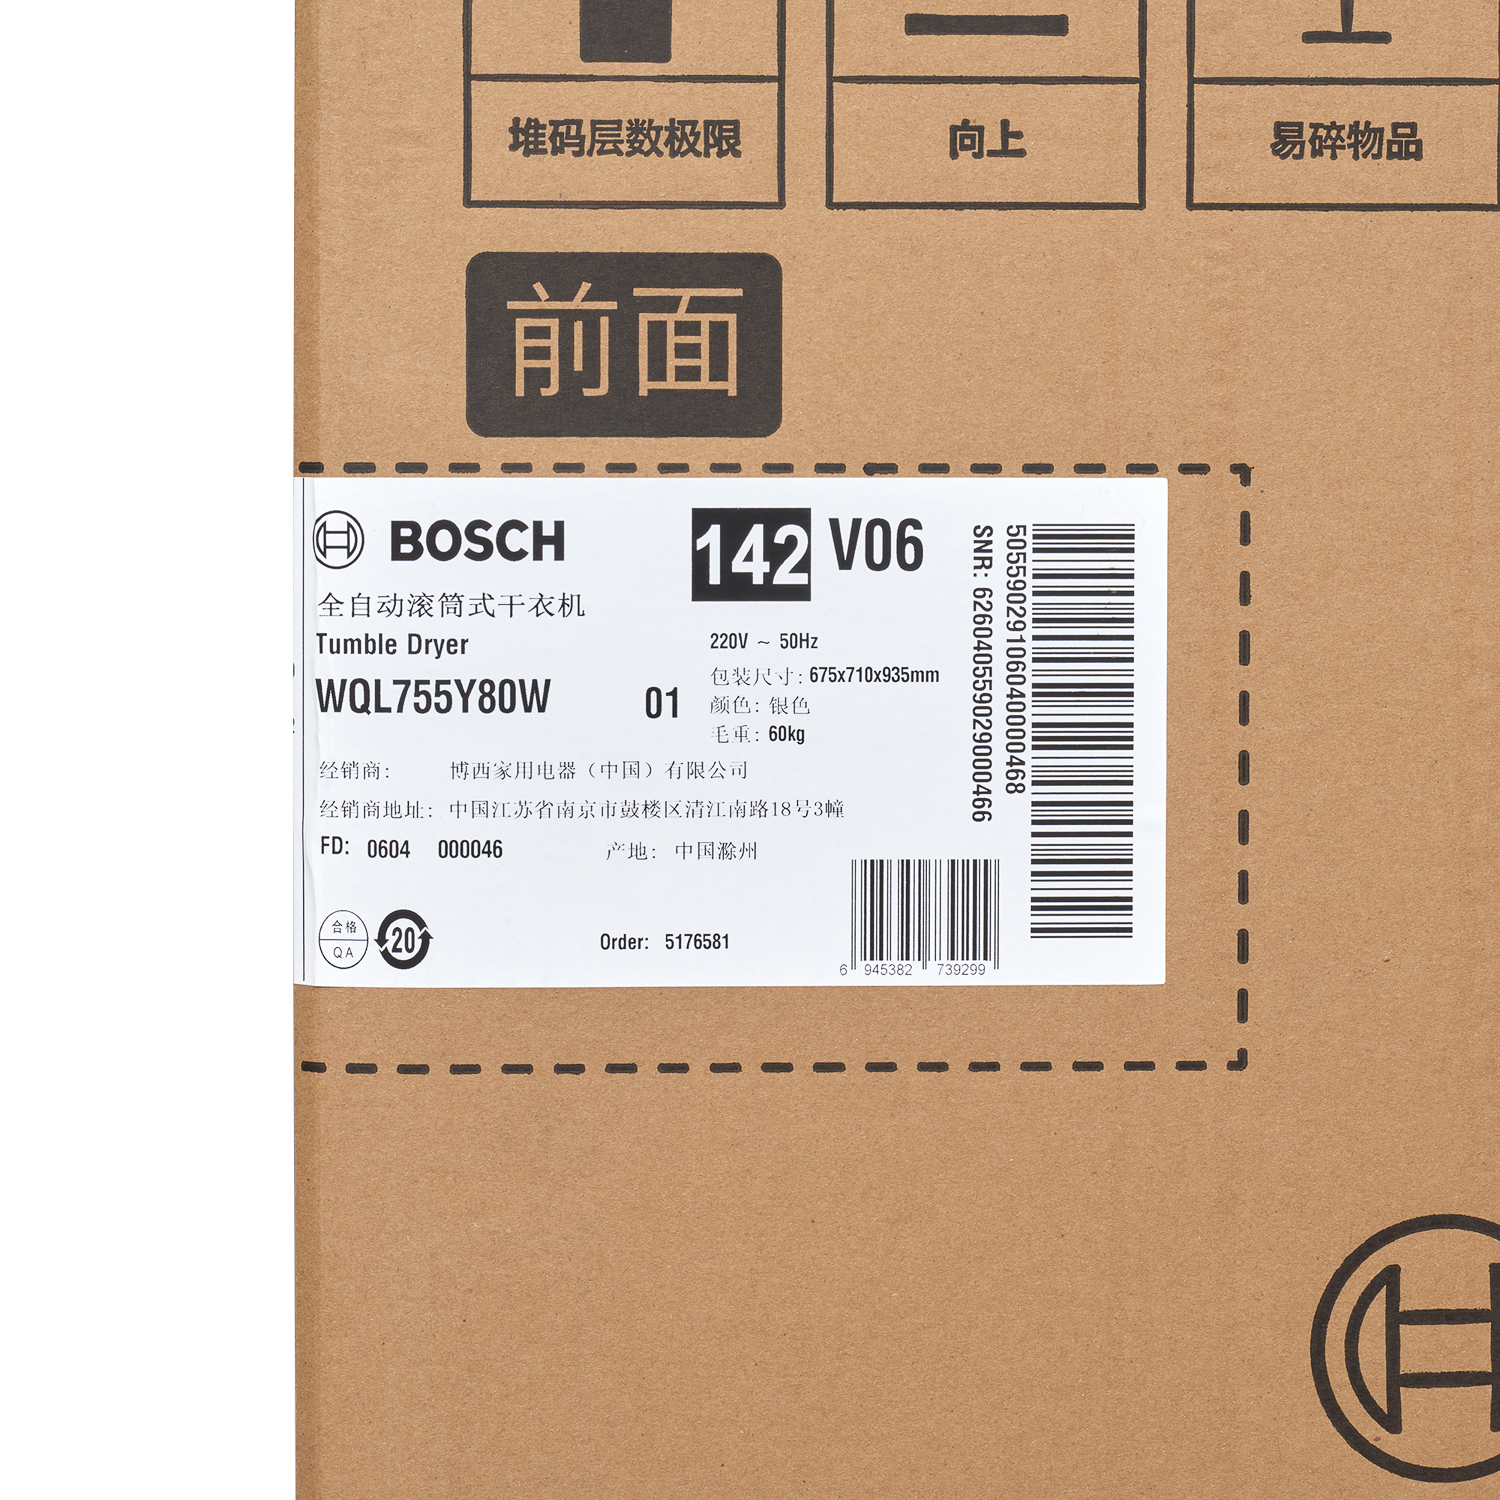 堆码层数极限
向上
易碎物品
前面
BOSCH
142 V06
全自动滚筒式干衣机
Tumble Dryer
WQL755Y80W 01
220V ~ 50Hz
包装尺寸: 675x710x935mm
颜色: 银色
毛重: 60kg
经销商: 博西家用电器（中国）有限公司
经销商地址: 中国江苏省南京市鼓楼区清江南路18号3幢
FD: 0604 000046
产地: 中国滁州
合格
QA
20
Order: 5176581
6 945382 739299
505590291060400000468
SNR: 626040559029000466